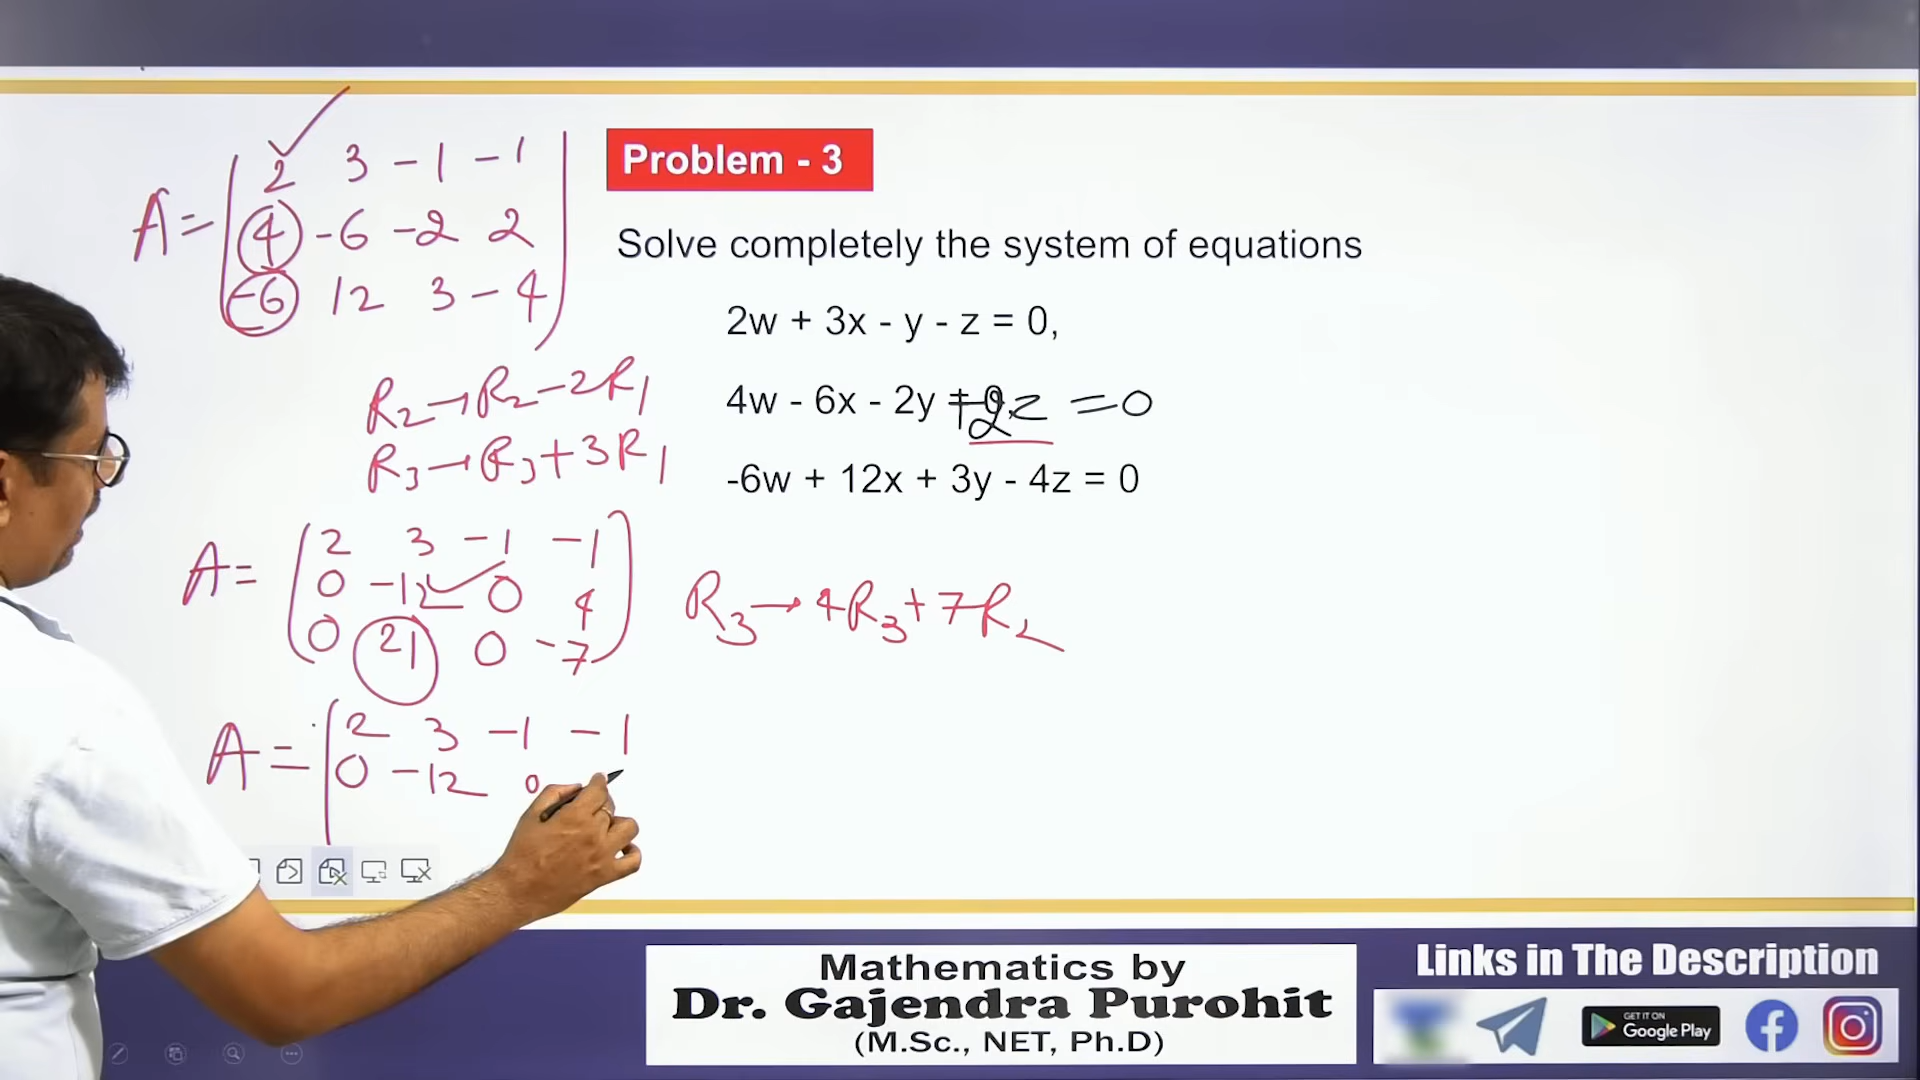 A = 2 3 -1 -1
4 -6 -2 2
-6 12 3 -4
R2 → R2 - 2R1
R3 → R3 + 3R1
A = 2 3 -1 -1
0 -12 0 4
0 21 0 -7
R3 → 4R3 + 7R2
A = 2 3 -1 -1
0 -12 0
Problem - 3
Solve completely the system of equations
2w + 3x - y - z = 0,
4w - 6x - 2y +2z = 0
-6w + 12x + 3y - 4z = 0
Mathematics by
Dr. Gajendra Purohit
(M.Sc., NET, Ph.D)
Links in The Description
GET IT ON
Google Play